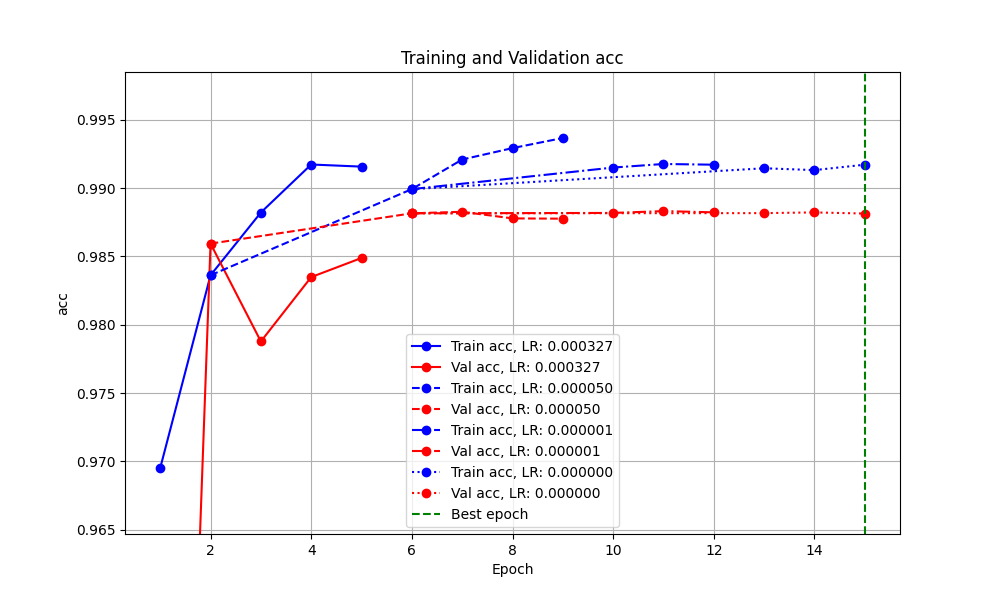 Training and Validation acc
acc
0.995
0.990
0.985
0.980
0.975
0.970
0.965
Train acc, LR: 0.000327
Val acc, LR: 0.000327
Train acc, LR: 0.000050
Val acc, LR: 0.000050
Train acc, LR: 0.000001
Val acc, LR: 0.000001
Train acc, LR: 0.000000
Val acc, LR: 0.000000
Best epoch
2 4 6 8 10 12 14
Epoch